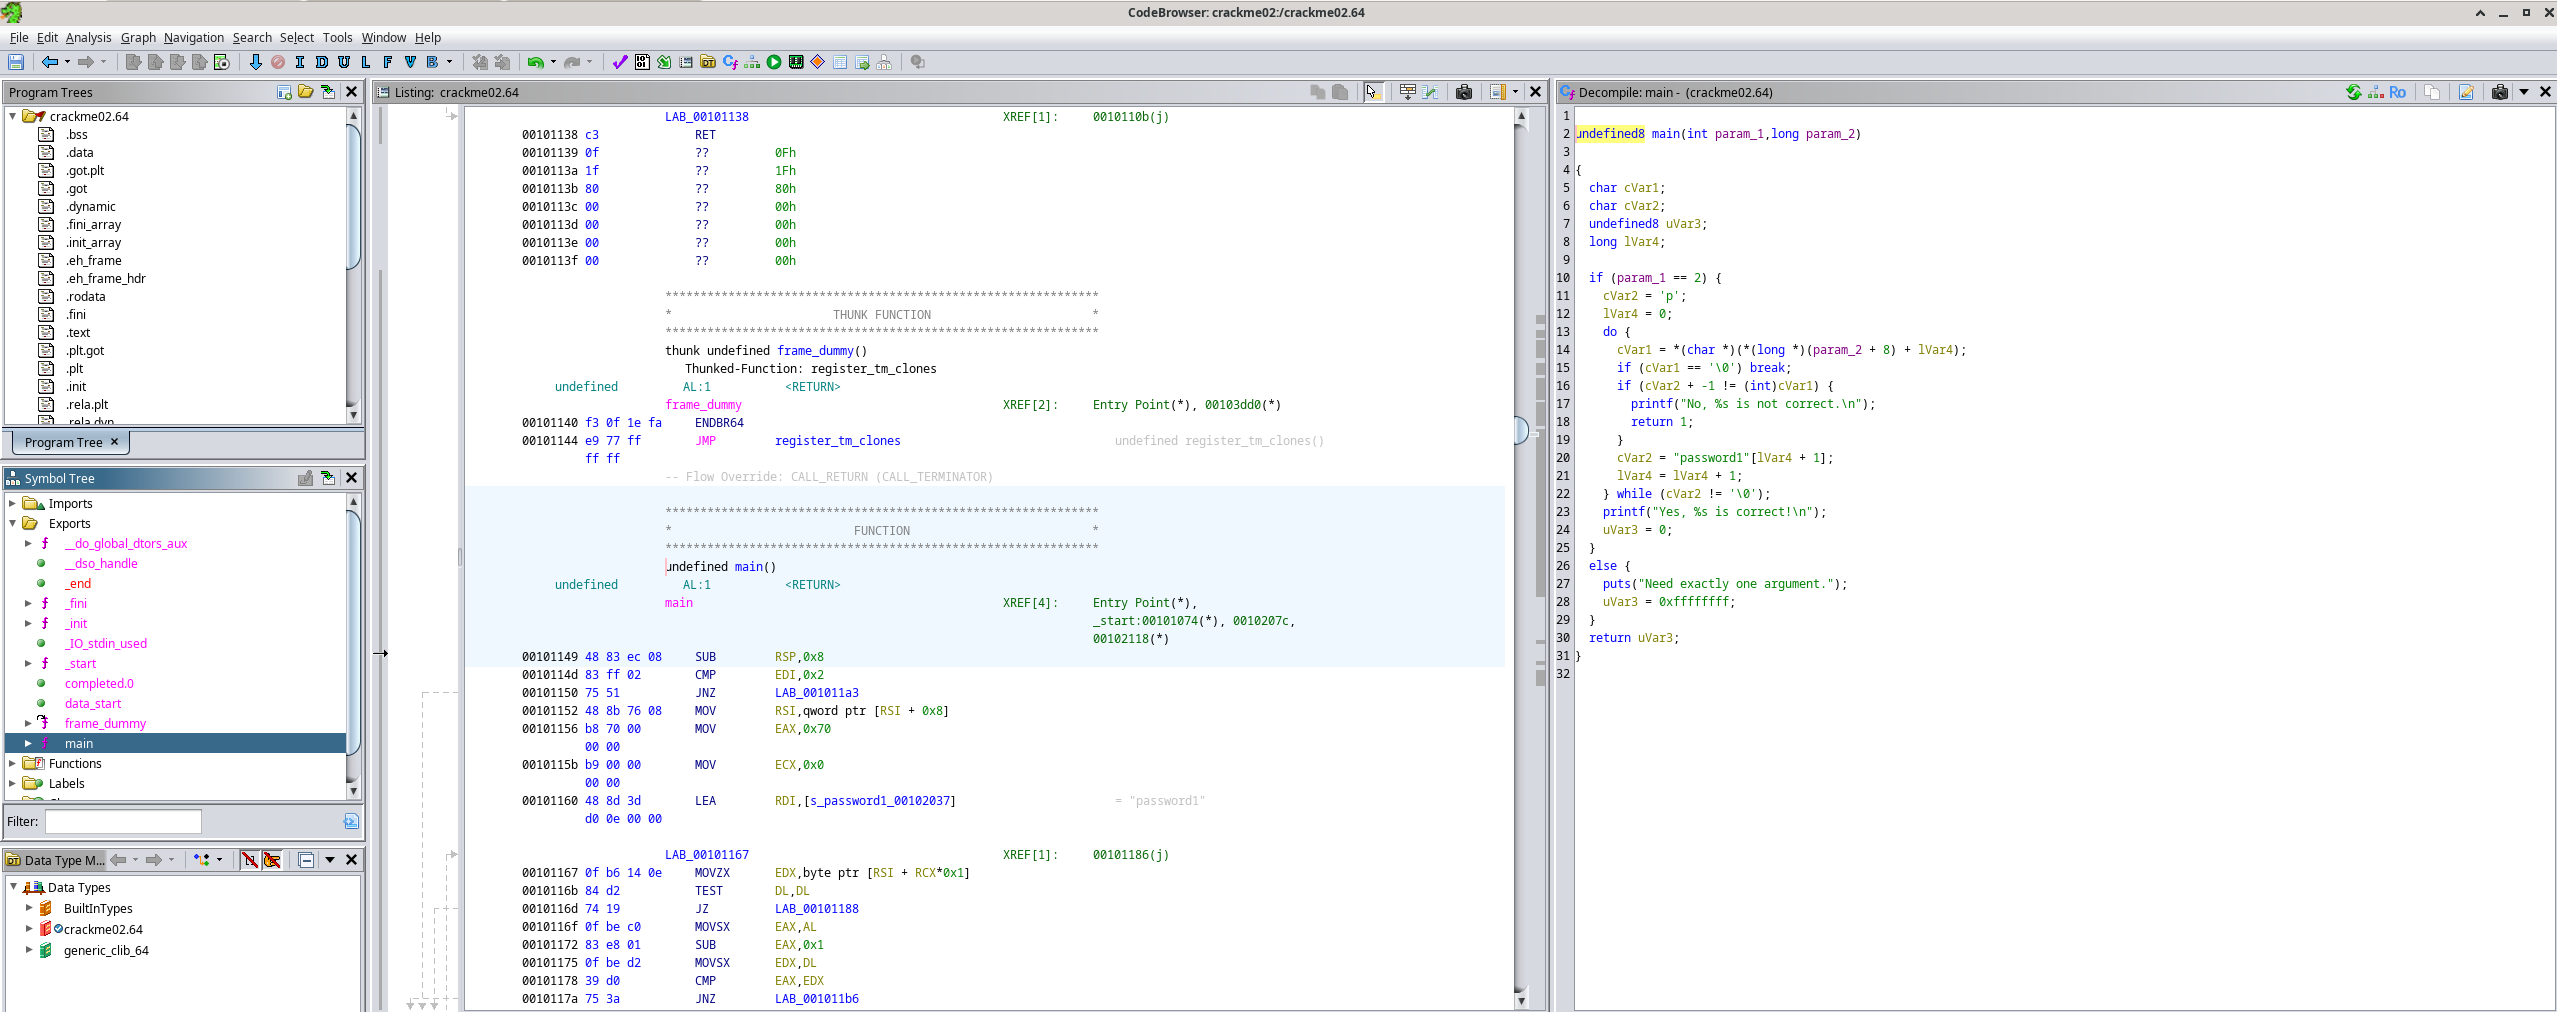 CodeBrowser: crackme02:/crackme02.64
File Edit Analysis Graph Navigation Search Select Tools Window Help
I D U L F V B
Program Trees
crackme02.64
.bss
.data
.got.plt
.got
.dynamic
.fini_array
.init_array
.eh_frame
.eh_frame_hdr
.rodata
.fini
.text
.plt.got
.plt
.init
.rela.plt
.rela.dyn
Program Tree
Symbol Tree
Imports
Exports
__do_global_dtors_aux
__dso_handle
_end
_fini
_init
_IO_stdin_used
_start
completed.0
data_start
frame_dummy
main
Functions
Labels
Filter:
Data Type M...
Data Types
BuiltInTypes
crackme02.64
generic_clib_64
Listing: crackme02.64
LAB_00101138 XREF[1]: 0010110b(j)
00101138 c3 RET
00101139 0f ?? 0Fh
0010113a 1f ?? 1Fh
0010113b 80 ?? 80h
0010113c 00 ?? 00h
0010113d 00 ?? 00h
0010113e 00 ?? 00h
0010113f 00 ?? 00h
**************************************************************
* THUNK FUNCTION *
**************************************************************
thunk undefined frame_dummy()
Thunked-Function: register_tm_clones
undefined AL:1 <RETURN>
frame_dummy XREF[2]: Entry Point(*), 00103dd0(*)
00101140 f3 0f 1e fa ENDBR64
00101144 e9 77 ff JMP register_tm_clones undefined register_tm_clones()
ff ff
-- Flow Override: CALL_RETURN (CALL_TERMINATOR)
**************************************************************
* FUNCTION *
**************************************************************
undefined main()
undefined AL:1 <RETURN>
main XREF[4]: Entry Point(*),
_start:00101074(*), 0010207c,
00102118(*)
00101149 48 83 ec 08 SUB RSP,0x8
0010114d 83 ff 02 CMP EDI,0x2
00101150 75 51 JNZ LAB_001011a3
00101152 48 8b 76 08 MOV RSI,qword ptr [RSI + 0x8]
00101156 b8 70 00 MOV EAX,0x70
00 00
0010115b b9 00 00 MOV ECX,0x0
00 00
00101160 48 8d 3d LEA RDI,[s_password1_00102037] = "password1"
d0 0e 00 00
LAB_00101167 XREF[1]: 00101186(j)
00101167 0f b6 14 0e MOVZX EDX,byte ptr [RSI + RCX*0x1]
0010116b 84 d2 TEST DL,DL
0010116d 74 19 JZ LAB_00101188
0010116f 0f be c0 MOVSX EAX,AL
00101172 83 e8 01 SUB EAX,0x1
00101175 0f be d2 MOVSX EDX,DL
00101178 39 d0 CMP EAX,EDX
0010117a 75 3a JNZ LAB_001011b6
Decompile: main - (crackme02.64)
Ro
1
2 undefined8 main(int param_1,long param_2)
3
4 {
5 char cVar1;
6 char cVar2;
7 undefined8 uVar3;
8 long lVar4;
9
10 if (param_1 == 2) {
11 cVar2 = 'p';
12 lVar4 = 0;
13 do {
14 cVar1 = *(char *)(*(long *)(param_2 + 8) + lVar4);
15 if (cVar1 == '\0') break;
16 if (cVar2 + -1 != (int)cVar1) {
17 printf("No, %s is not correct.\n");
18 return 1;
19 }
20 cVar2 = "password1"[lVar4 + 1];
21 lVar4 = lVar4 + 1;
22 } while (cVar2 != '\0');
23 printf("Yes, %s is correct!\n");
24 uVar3 = 0;
25 }
26 else {
27 puts("Need exactly one argument.");
28 uVar3 = 0xffffffff;
29 }
30 return uVar3;
31 }
32